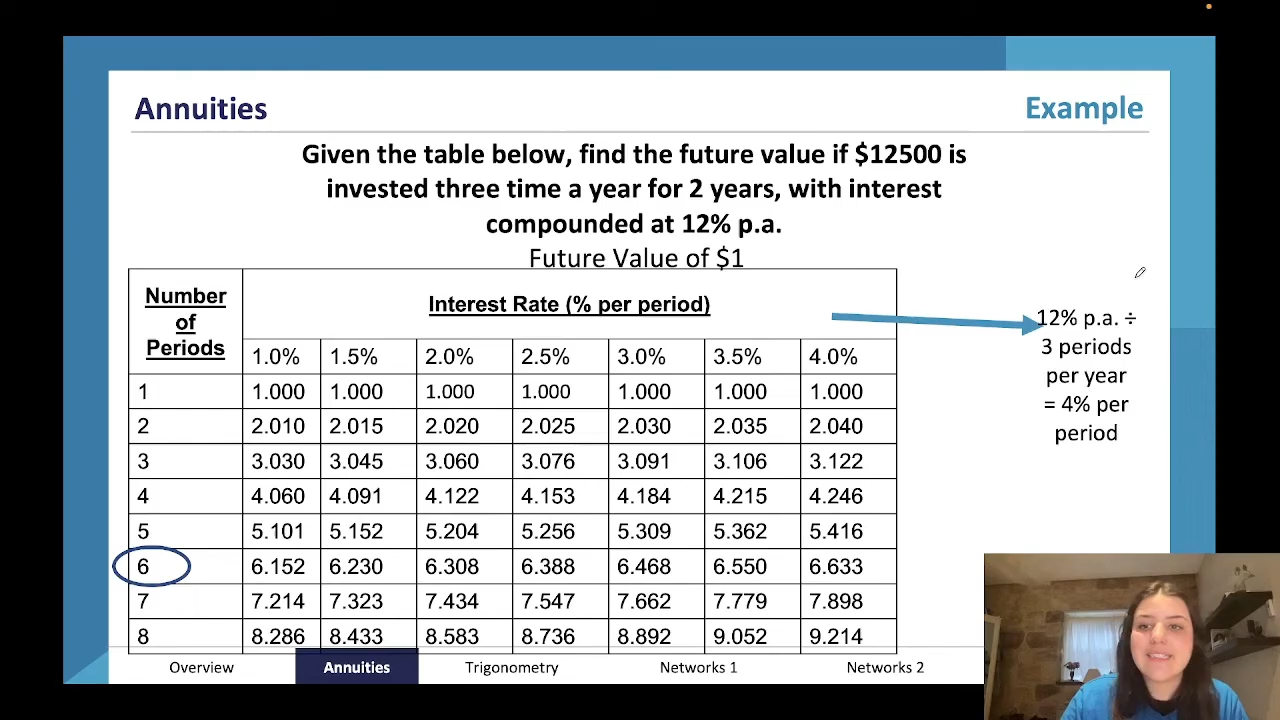 Annuities
Example
Given the table below, find the future value if $12500 is
invested three time a year for 2 years, with interest
compounded at 12% p.a.
Future Value of $1
Number
of
Periods
Interest Rate (% per period)
1.0% 1.5% 2.0% 2.5% 3.0% 3.5% 4.0%
1 1.000 1.000 1.000 1.000 1.000 1.000 1.000
2 2.010 2.015 2.020 2.025 2.030 2.035 2.040
3 3.030 3.045 3.060 3.076 3.091 3.106 3.122
4 4.060 4.091 4.122 4.153 4.184 4.215 4.246
5 5.101 5.152 5.204 5.256 5.309 5.362 5.416
6 6.152 6.230 6.308 6.388 6.468 6.550 6.633
7 7.214 7.323 7.434 7.547 7.662 7.779 7.898
8 8.286 8.433 8.583 8.736 8.892 9.052 9.214
12% p.a. ÷
3 periods
per year
= 4% per
period
Overview Annuities Trigonometry Networks 1 Networks 2